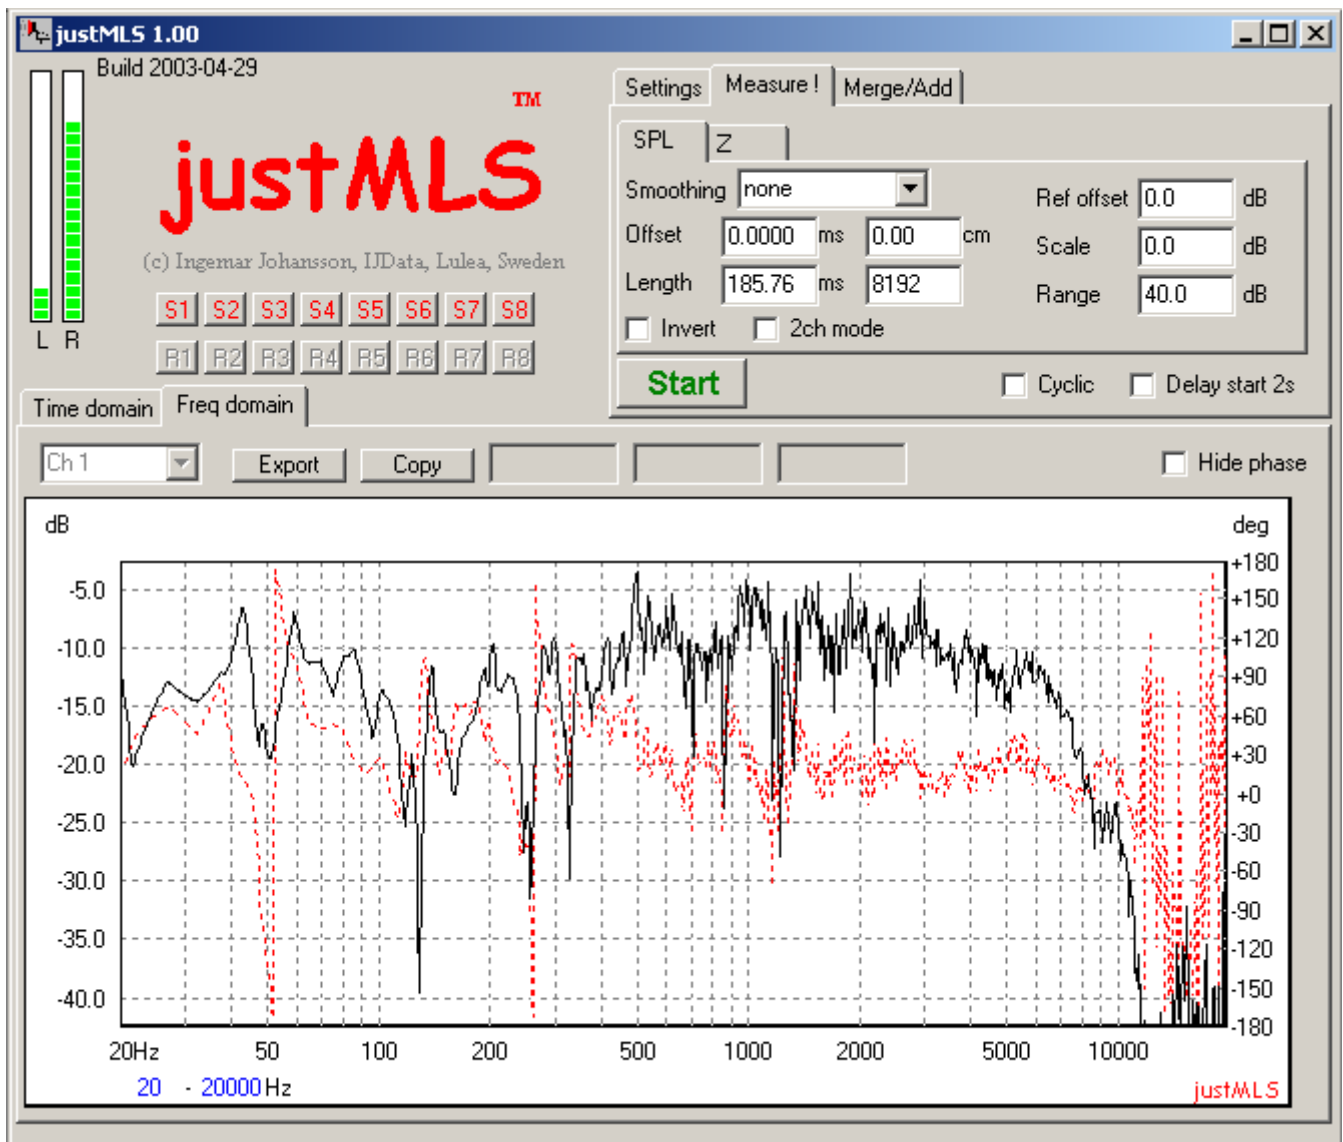 justMLS 1.00
Build 2003-04-29
TM
justMLS
(c) Ingemar Johansson, IJData, Lulea, Sweden
L R
S1 S2 S3 S4 S5 S6 S7 S8
R1 R2 R3 R4 R5 R6 R7 R8
Settings Measure ! Merge/Add
SPL Z
Smoothing none
Offset 0.0000 ms 0.00 cm
Length 185.76 ms 8192
Ref offset 0.0 dB
Scale 0.0 dB
Range 40.0 dB
Invert 2ch mode
Start Cyclic Delay start 2s
Time domain Freq domain
Ch 1 Export Copy Hide phase
dB
deg
-5.0
-10.0
-15.0
-20.0
-25.0
-30.0
-35.0
-40.0
+180
+150
+120
+90
+60
+30
+0
-30
-60
-90
-120
-150
-180
20Hz 50 100 200 500 1000 2000 5000 10000
20 - 20000 Hz
justMLS